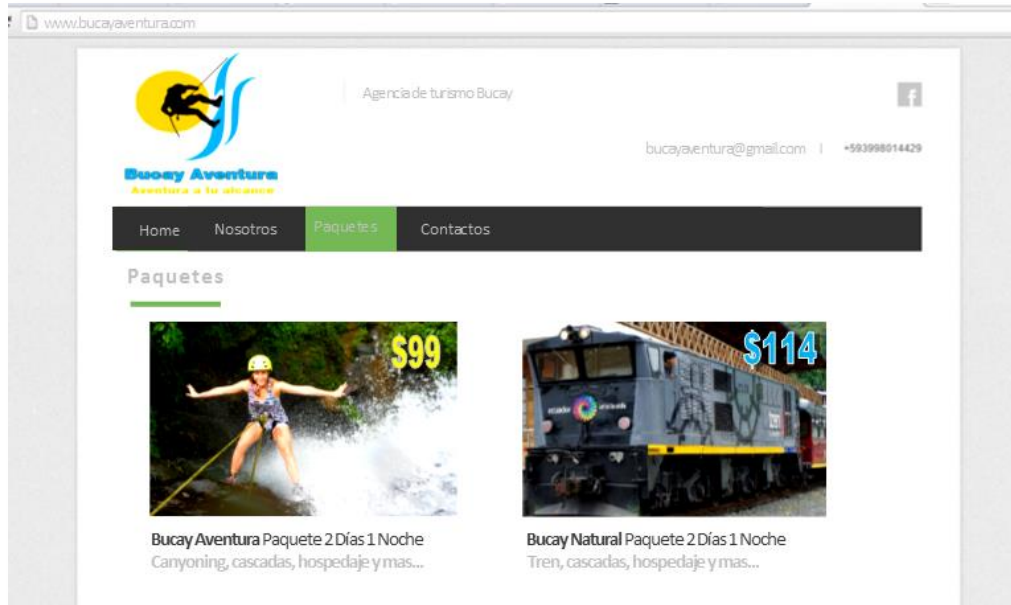 www.bucayaventura.com
Agencia de turismo Bucay
bucayaventura@gmail.com | +593998014429
Bucay Aventura
Aventura a tu alcance
Home Nosotros Paquetes Contactos
Paquetes
$99 $114
ecuador
Bucay Aventura Paquete 2 Días 1 Noche
Canyoning, cascadas, hospedaje y mas...
Bucay Natural Paquete 2 Días 1 Noche
Tren, cascadas, hospedaje y mas...